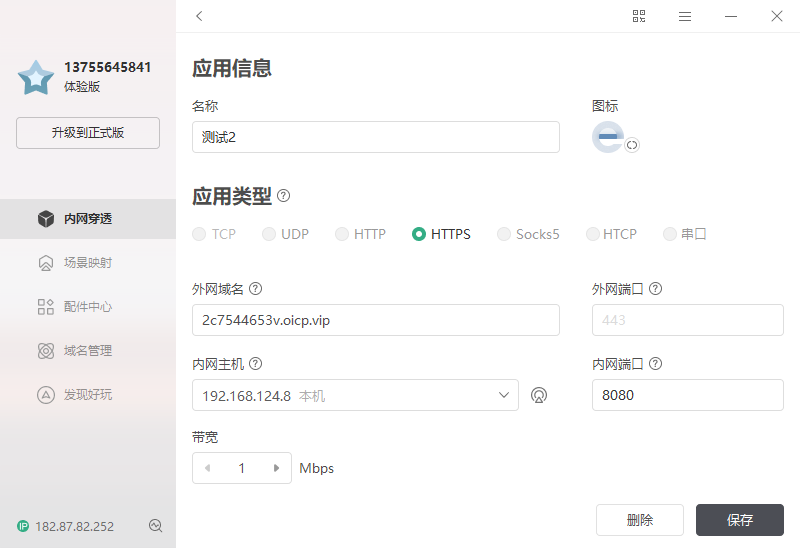 13755645841
体验版
升级到正式版
内网穿透
场景映射
配件中心
域名管理
发现好玩
IP 182.87.82.252
应用信息
名称
图标
测试2
应用类型
TCP UDP HTTP HTTPS Socks5 HTCP 串口
外网域名
外网端口
2c7544653v.oicp.vip
443
内网主机
内网端口
192.168.124.8 本机
8080
带宽
1 Mbps
删除
保存